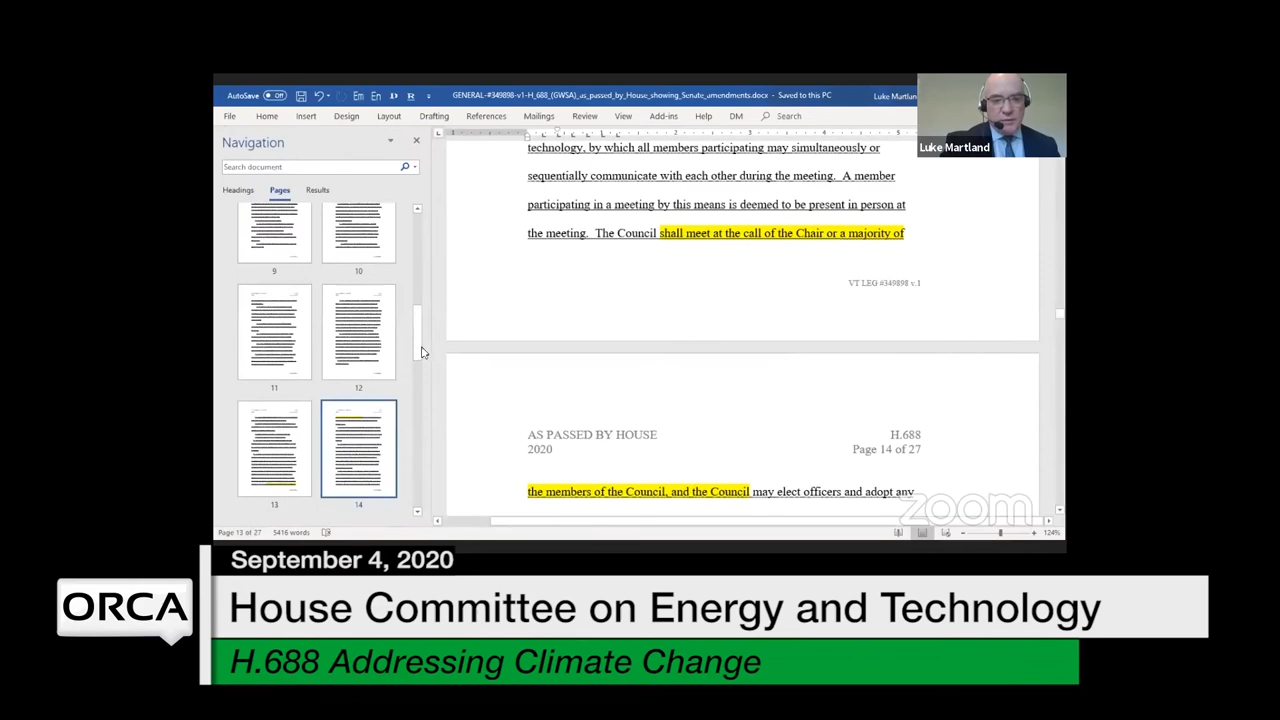 AutoSave Off
GENERAL-#349898-v1-H_688_(GWSA)_as_passed_by_House_showing_Senate_amendments.docx - Saved to this PC
Luke Martland
File Home Insert Design Layout Drafting References Mailings Review View Add-ins Help DM Search
Luke Martland
Navigation
Search document
Headings Pages Results
9 10
11 12
13 14
technology, by which all members participating may simultaneously or
sequentially communicate with each other during the meeting. A member
participating in a meeting by this means is deemed to be present in person at
the meeting. The Council shall meet at the call of the Chair or a majority of
VT LEG #349898 v.1
AS PASSED BY HOUSE H.688
2020 Page 14 of 27
the members of the Council, and the Council may elect officers and adopt any
zoom
Page 13 of 27 5416 words 124%
September 4, 2020
ORCA
House Committee on Energy and Technology
H.688 Addressing Climate Change